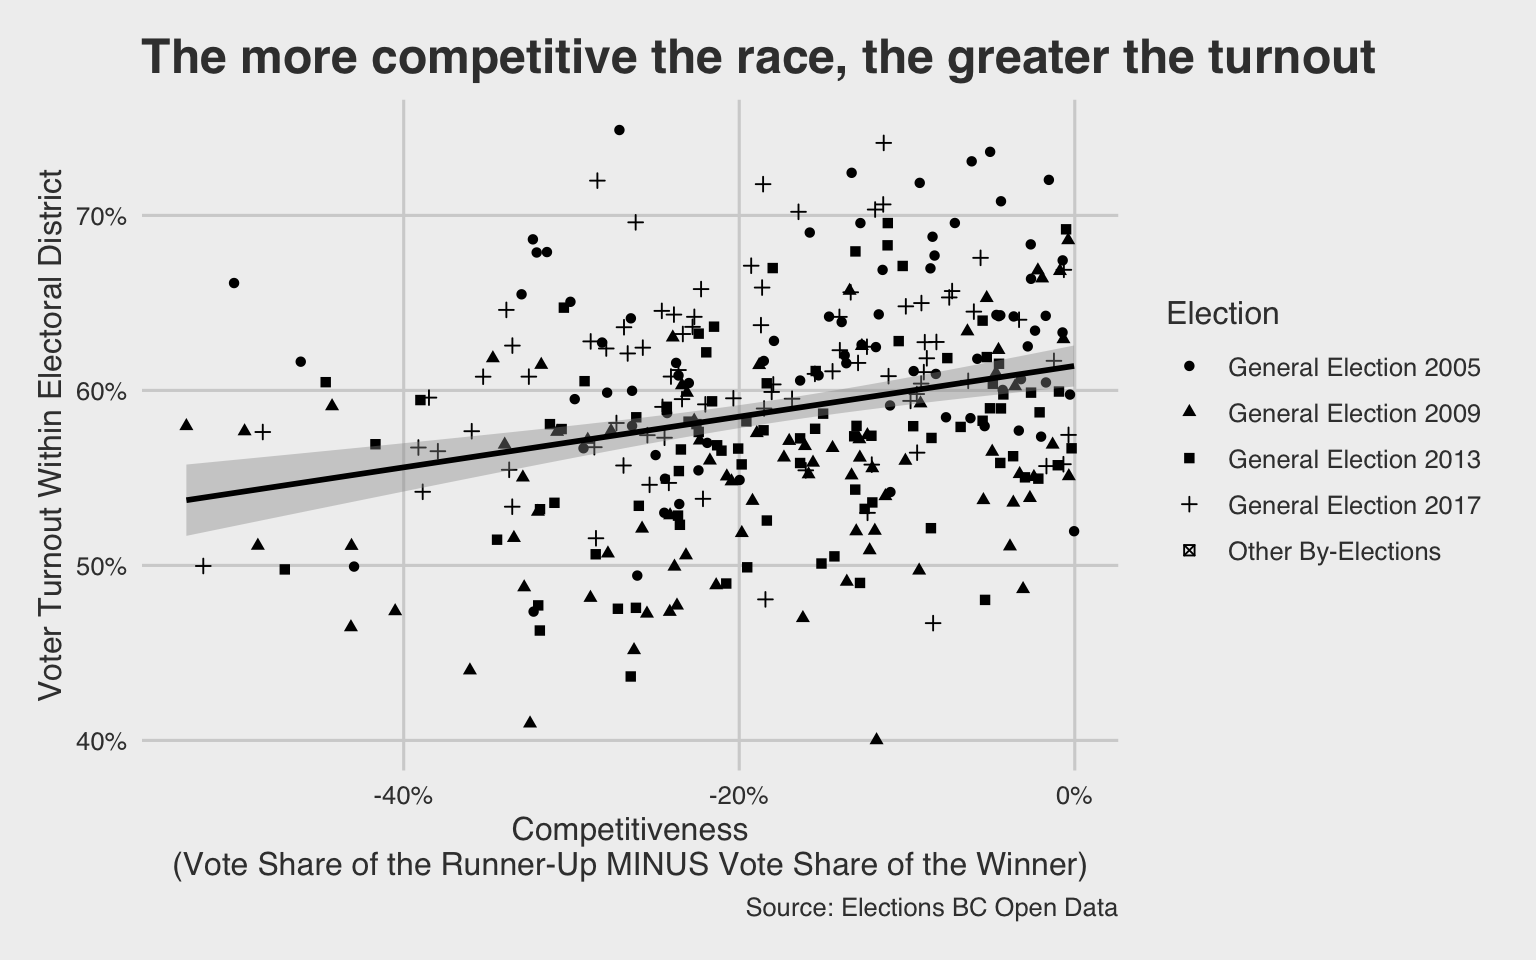 The more competitive the race, the greater the turnout
Voter Turnout Within Electoral District
70%
60%
50%
40%
-40%
-20%
0%
Competitiveness
(Vote Share of the Runner-Up MINUS Vote Share of the Winner)
Source: Elections BC Open Data
Election
General Election 2005
General Election 2009
General Election 2013
General Election 2017
Other By-Elections